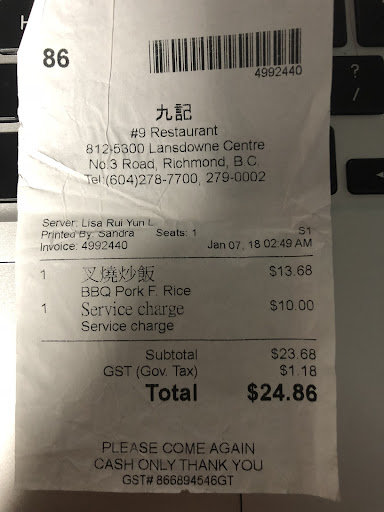 86
4992440
九記
#9 Restaurant
812-5300 Lansdowne Centre
No.3 Road, Richmond, B.C.
Tel:(604)278-7700, 279-0002
Server: Lisa Rui Yun L
Printed By: Sandra Seats: 1 S1
Invoice: 4992440 Jan 07, 18 02:49 AM
1 叉燒炒飯 $13.68
BBQ Pork F. Rice
1 Service charge $10.00
Service charge
Subtotal $23.68
GST (Gov. Tax) $1.18
Total $24.86
PLEASE COME AGAIN
CASH ONLY THANK YOU
GST# 866894546GT
?
/